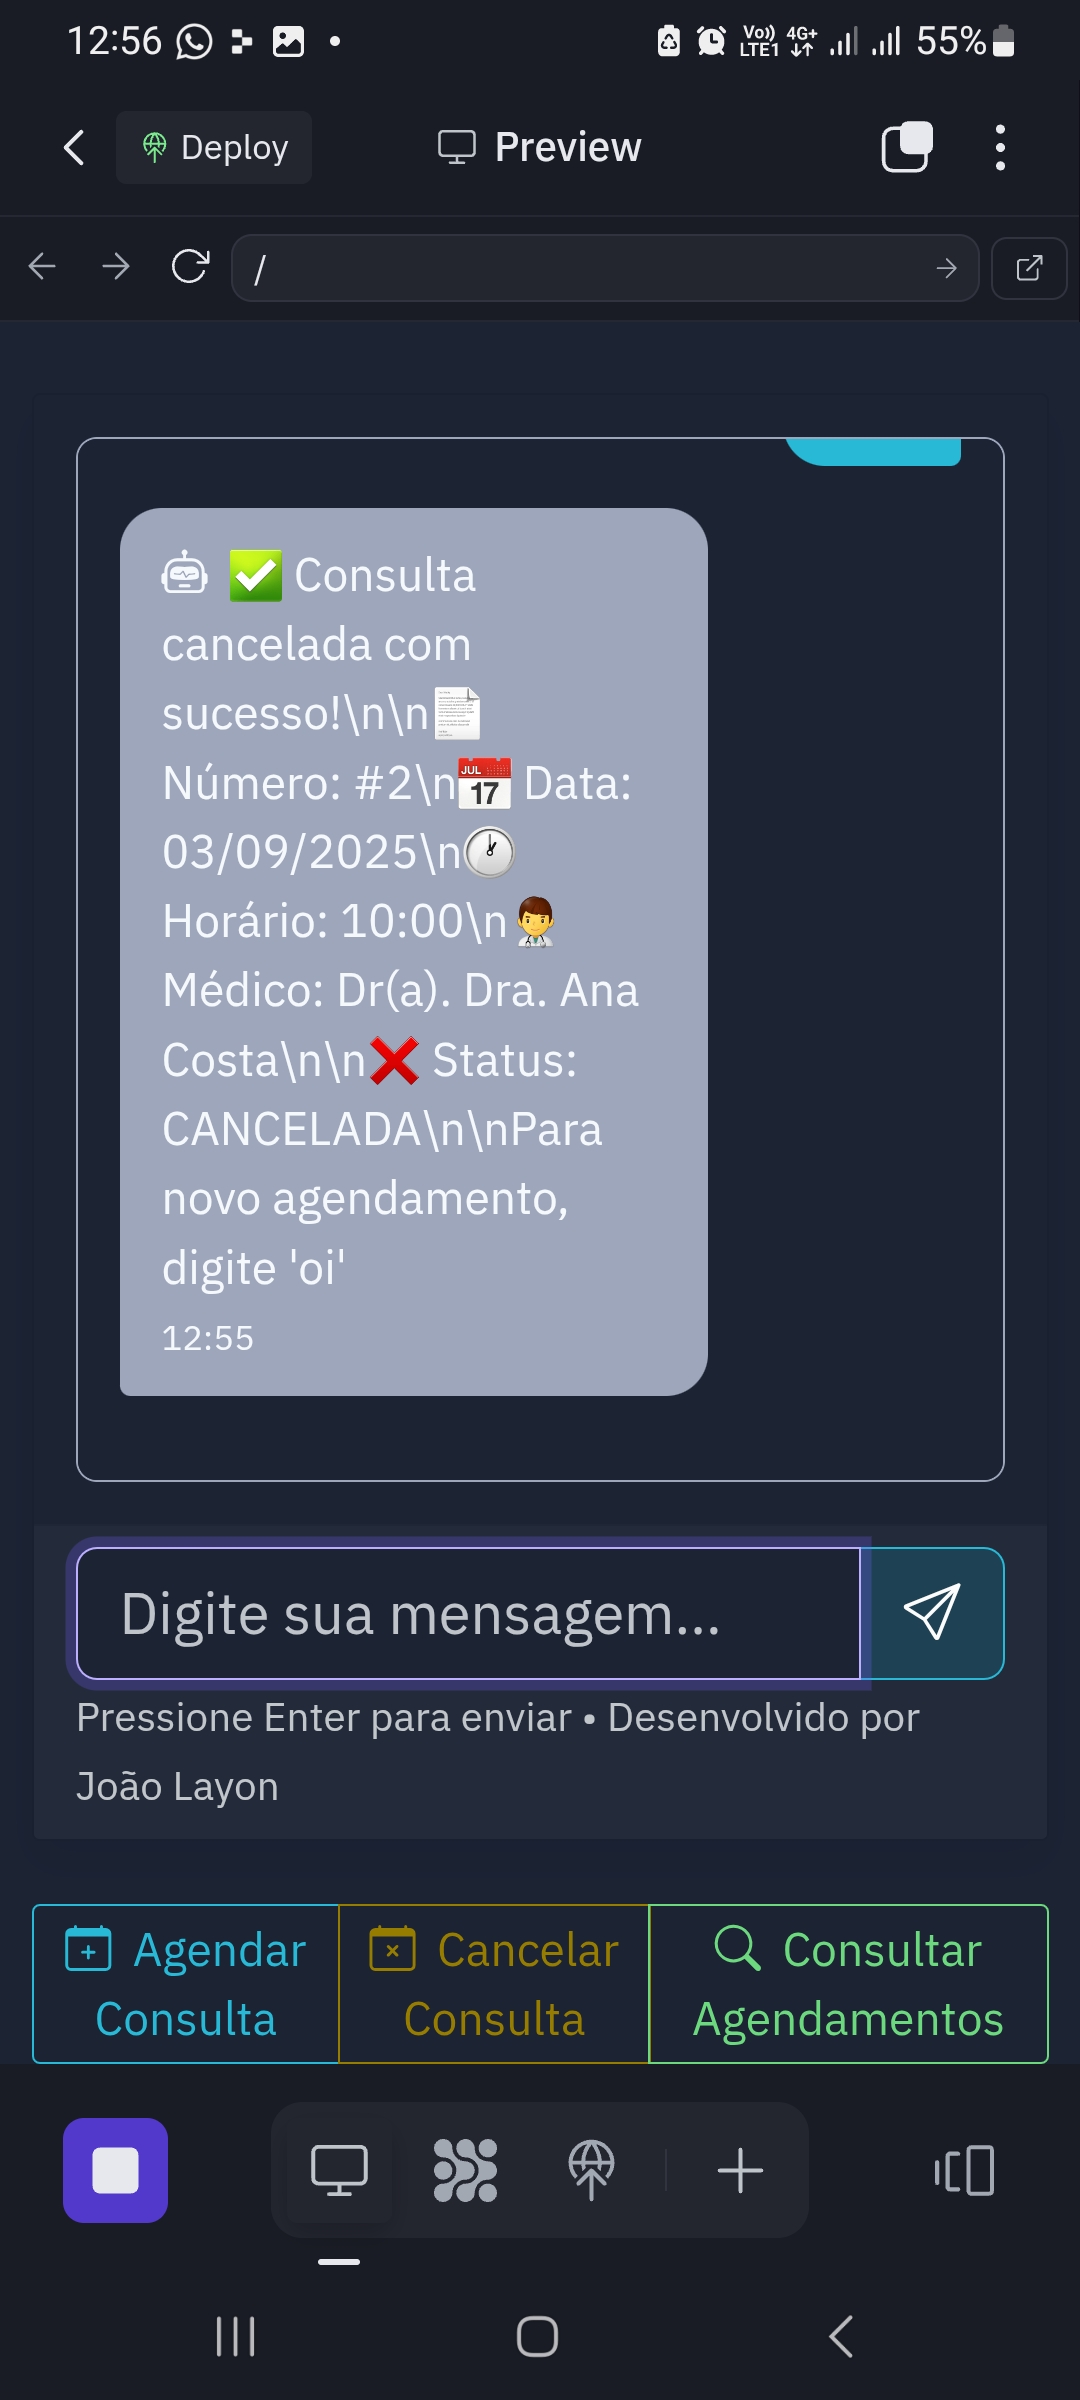 12:56
Vo)) LTE1 4G+ 55%
Deploy
Preview
/
✅ Consulta
cancelada com
sucesso!\n\n📄
Número: #2\n📅 Data:
03/09/2025\n🕐
Horário: 10:00\n👨‍⚕️
Médico: Dr(a). Dra. Ana
Costa\n\n❌ Status:
CANCELADA\n\nPara
novo agendamento,
digite 'oi'
12:55
Digite sua mensagem...
Pressione Enter para enviar • Desenvolvido por
João Layon
Agendar
Consulta
Cancelar
Consulta
Consultar
Agendamentos